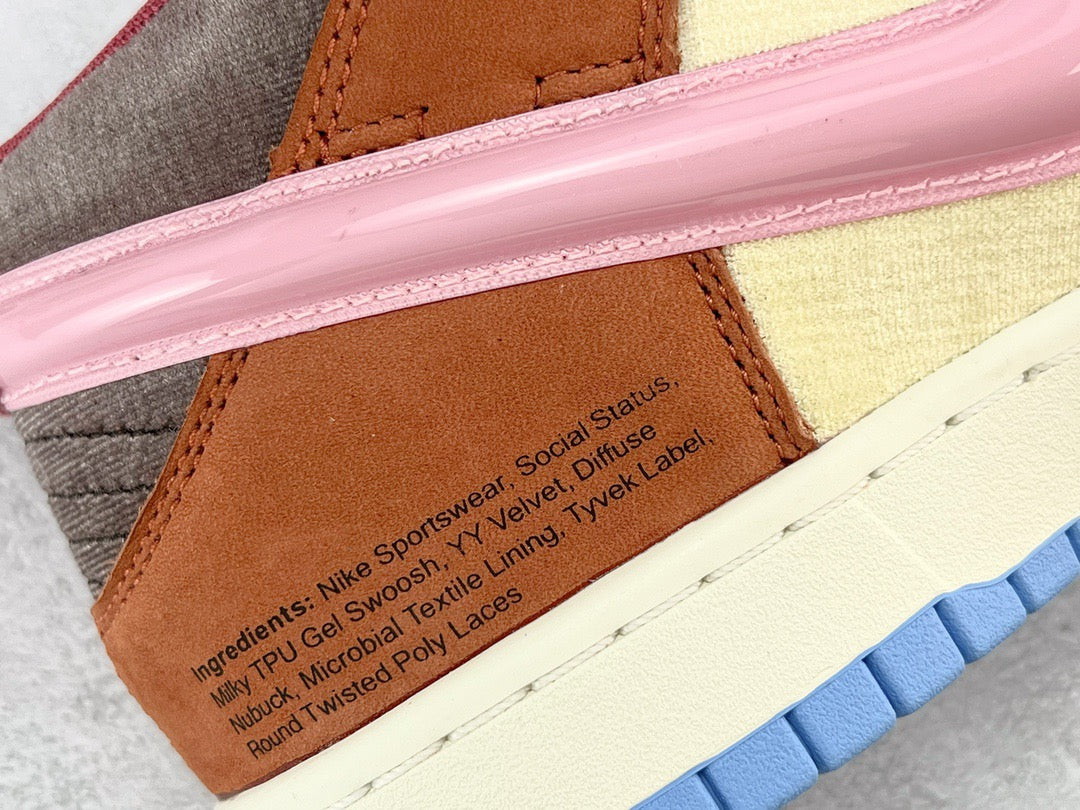 Ingredients: Nike Sportswear, Social Status,
Milky TPU Gel Swoosh, YY Velvet, Diffuse
Nubuck, Microbial Textile Lining, Tyvek Label,
Round Twisted Poly Laces